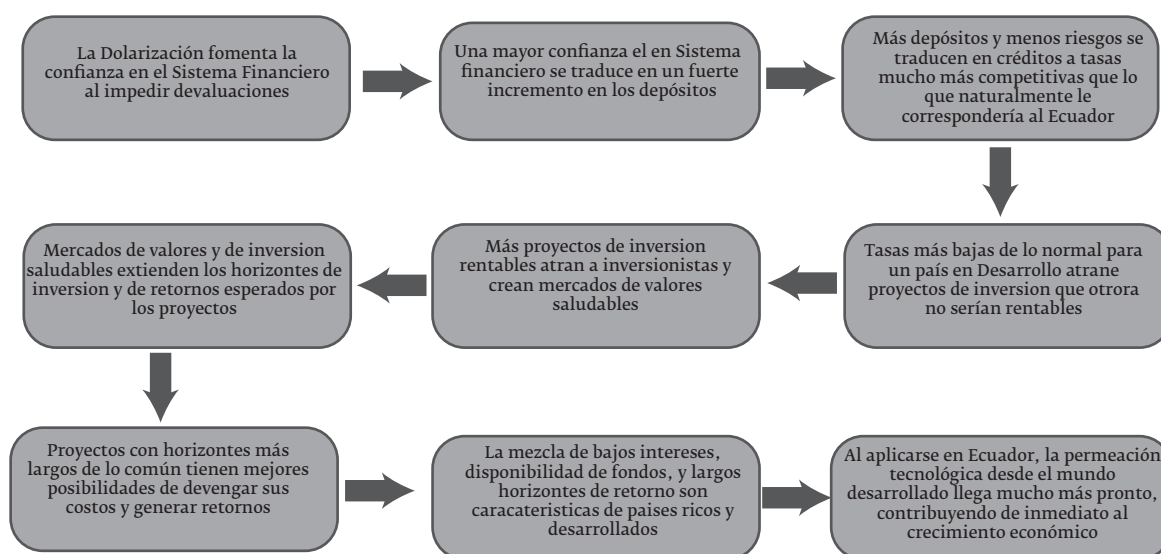 La Dolarización fomenta la
confianza en el Sistema Financiero
al impedir devaluaciones
Una mayor confianza el en Sistema
financiero se traduce en un fuerte
incremento en los depósitos
Más depósitos y menos riesgos se
traducen en créditos a tasas
mucho más competitivas que lo
que naturalmente le
correspondería al Ecuador
Tasas más bajas de lo normal para
un país en Desarrollo atrane
proyectos de inversion que otrora
no serían rentables
Más proyectos de inversion
rentables atran a inversionistas y
crean mercados de valores
saludables
Mercados de valores y de inversion
saludables extienden los horizontes de
inversion y de retornos esperados por
los proyectos
Proyectos con horizontes más
largos de lo común tienen mejores
posibilidades de devengar sus
costos y generar retornos
La mezcla de bajos intereses,
disponibilidad de fondos, y largos
horizontes de retorno son
caracateristicas de paises ricos y
desarrollados
Al aplicarse en Ecuador, la permeación
tecnológica desde el mundo
desarrollado llega mucho más pronto,
contribuyendo de inmediato al
crecimiento económico